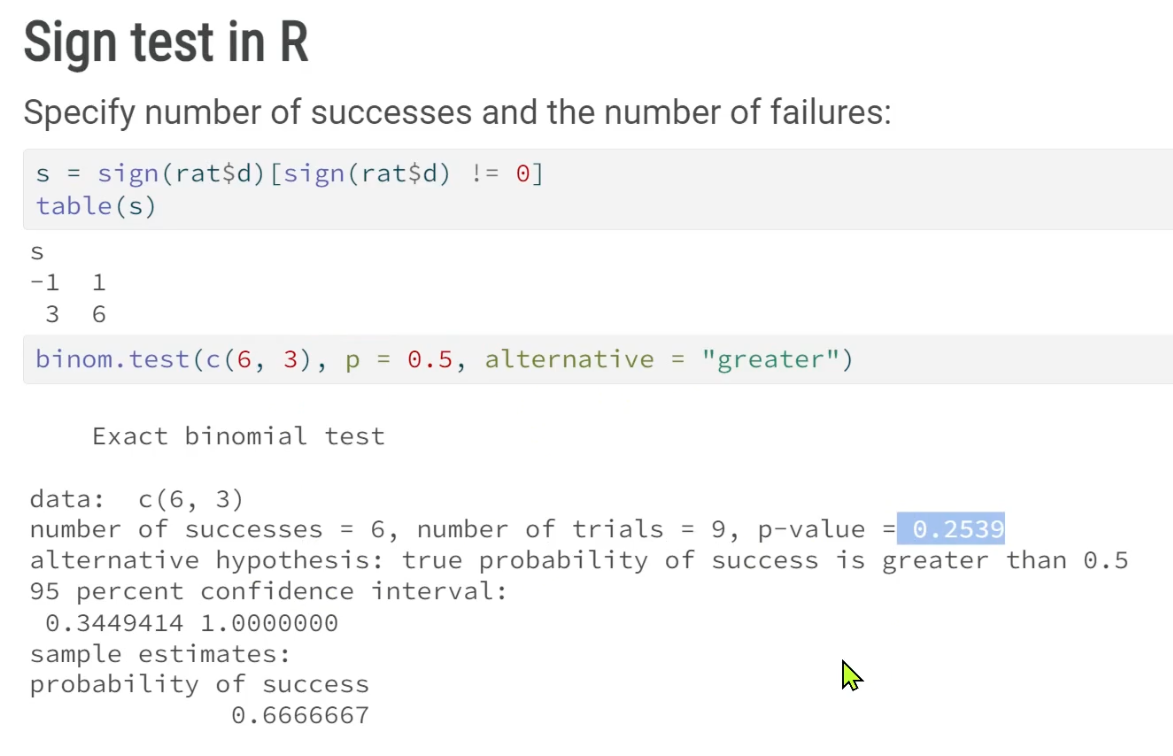 Sign test in R
Specify number of successes and the number of failures:
s = sign(rat$d)[sign(rat$d) != 0]
table(s)
s
-1  1
 3  6
binom.test(c(6, 3), p = 0.5, alternative = "greater")
    Exact binomial test
data:  c(6, 3)
number of successes = 6, number of trials = 9, p-value = 0.2539
alternative hypothesis: true probability of success is greater than 0.5
95 percent confidence interval:
 0.3449414 1.0000000
sample estimates:
probability of success
             0.6666667